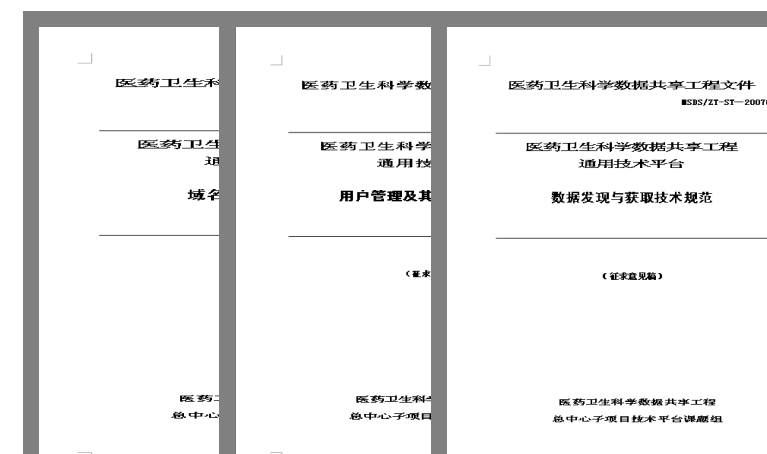 医药卫生科
医药卫生
通
域名
医药
总中心
医药卫生科学数
医药卫生科学
通用技
用户管理及其
（征求
医药卫生科学
总中心子项目
医药卫生科学数据共享工程文件
MSDS/ZT-ST—2007
医药卫生科学数据共享工程
通用技术平台
数据发现与获取技术规范
（征求意见稿）
医药卫生科学数据共享工程
总中心子项目技术平台课题组